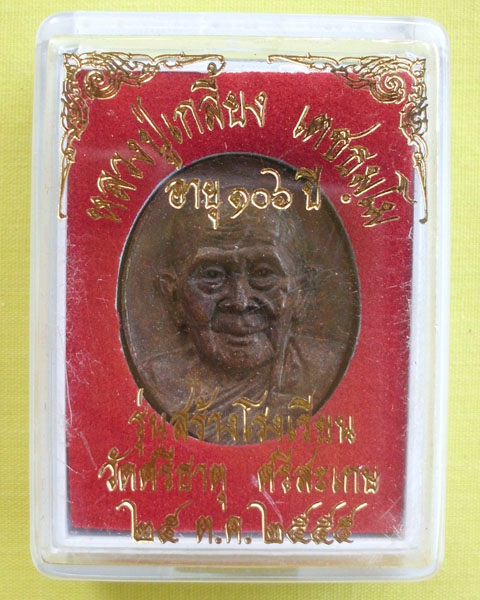 หลวงปู่เกลี้ยง เตชธมฺโม
อายุ ๑๐๖ ปี
รุ่นสร้างโรงเรียน
วัดศรีธาตุ ศรีสะเกษ
๒๕ ต.ค. ๒๕๕๕